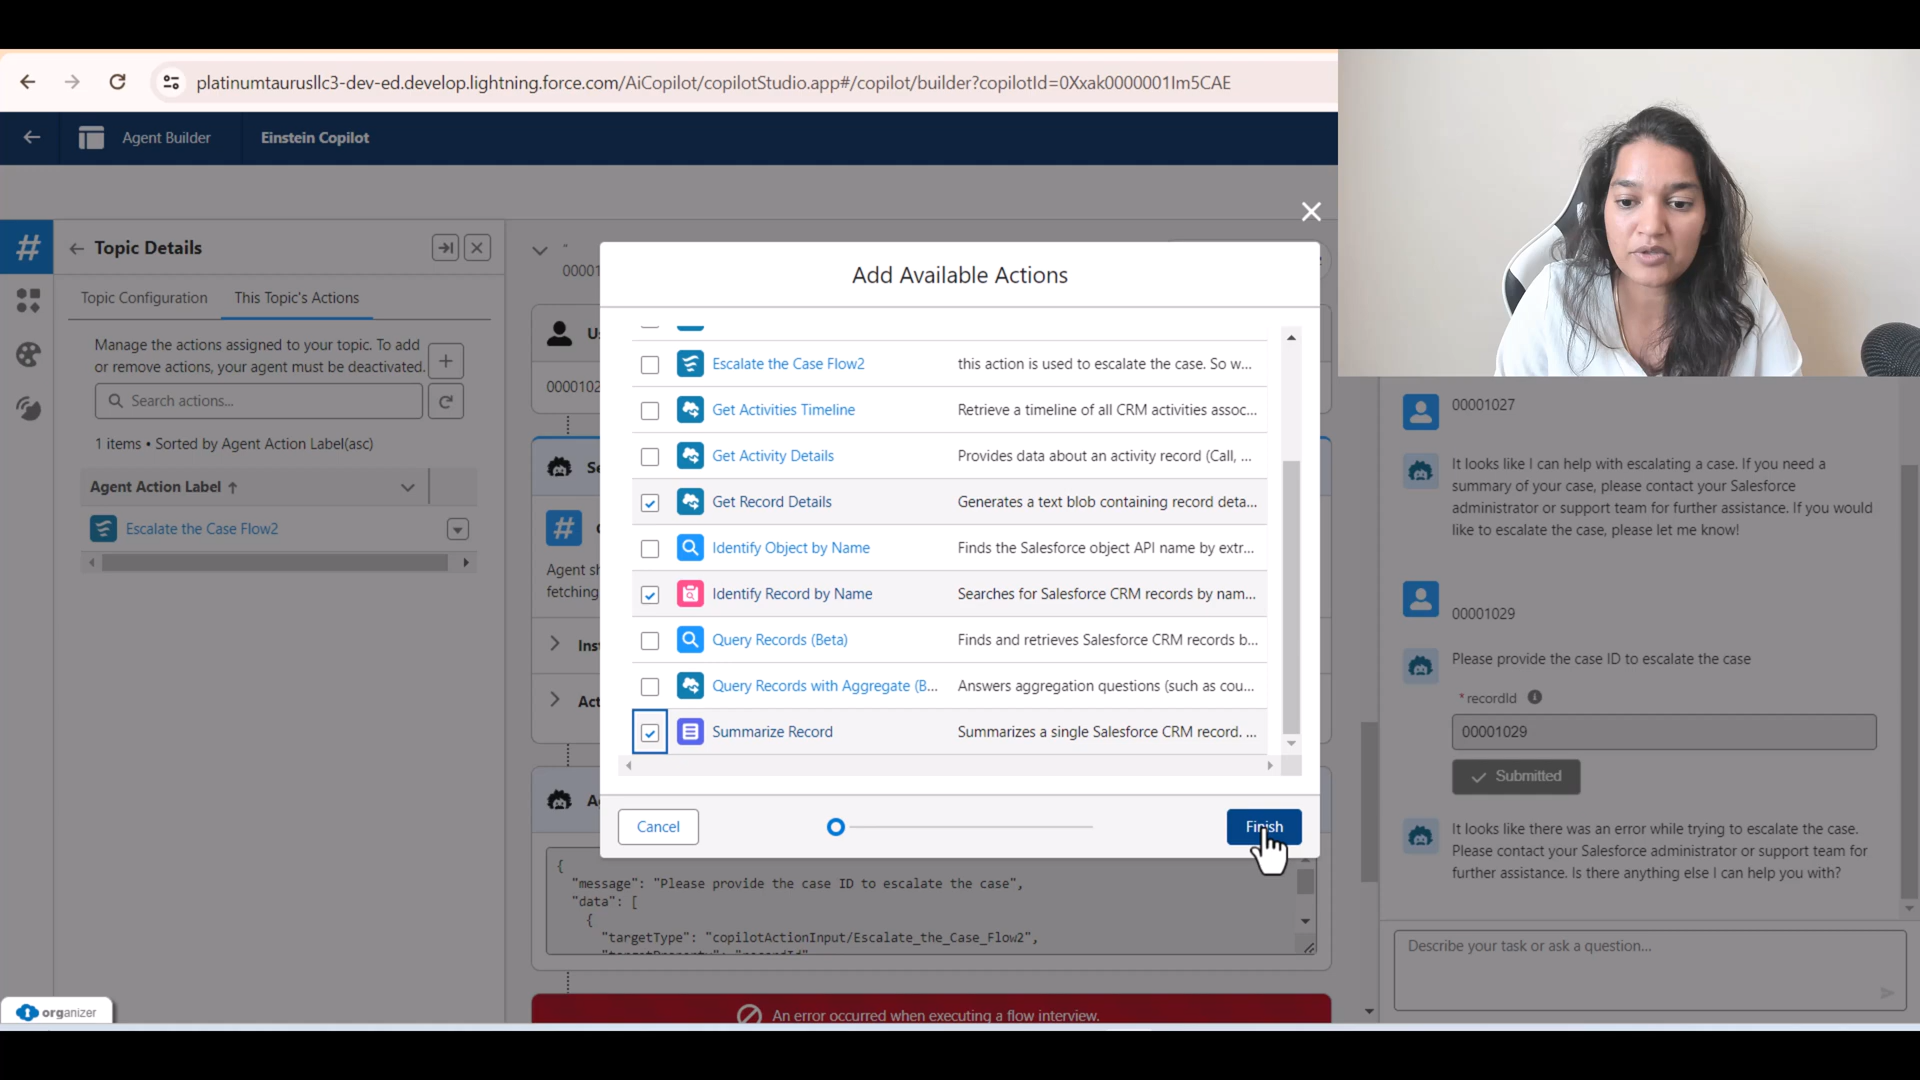 platinumtaurusllc3-dev-ed.develop.lightning.force.com/AiCopilot/copilotStudio.app#/copilot/builder?copilotId=0Xxak0000001Im5CAE
Agent Builder
Einstein Copilot
Topic Details
Topic Configuration
This Topic's Actions
Manage the actions assigned to your topic. To add
or remove actions, your agent must be deactivated.
Search actions...
1 items • Sorted by Agent Action Label(asc)
Agent Action Label ↑
Escalate the Case Flow2
"
00001
Us
0000102
Se
Agent sh
fetching
Ins
Act
A
Add Available Actions
Escalate the Case Flow2 this action is used to escalate the case. So w...
Get Activities Timeline Retrieve a timeline of all CRM activities assoc...
Get Activity Details Provides data about an activity record (Call, ...
Get Record Details Generates a text blob containing record deta...
Identify Object by Name Finds the Salesforce object API name by extr...
Identify Record by Name Searches for Salesforce CRM records by nam...
Query Records (Beta) Finds and retrieves Salesforce CRM records b...
Query Records with Aggregate (B... Answers aggregation questions (such as cou...
Summarize Record Summarizes a single Salesforce CRM record. ...
Cancel
Finish
{
"message": "Please provide the case ID to escalate the case",
"data": [
{
"targetType": "copilotActionInput/Escalate_the_Case_Flow2",
An error occurred when executing a flow interview.
00001027
It looks like I can help with escalating a case. If you need a
summary of your case, please contact your Salesforce
administrator or support team for further assistance. If you would
like to escalate the case, please let me know!
00001029
Please provide the case ID to escalate the case
* recordId
00001029
Submitted
It looks like there was an error while trying to escalate the case.
Please contact your Salesforce administrator or support team for
further assistance. Is there anything else I can help you with?
Describe your task or ask a question...
organizer